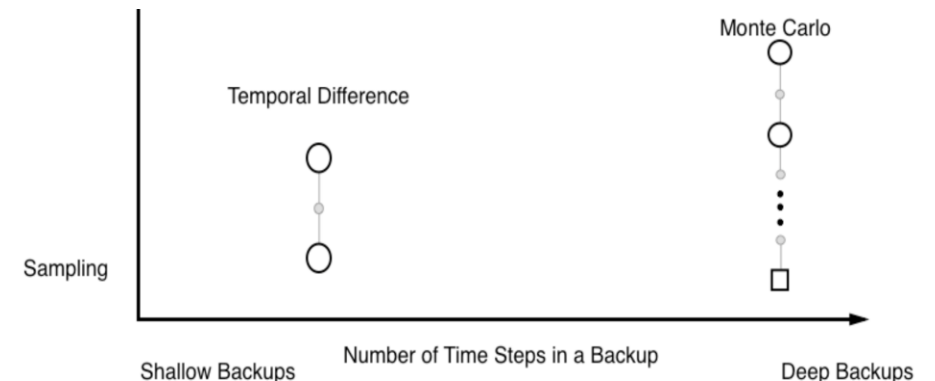 Monte Carlo
Temporal Difference
Sampling
Number of Time Steps in a Backup
Shallow Backups
Deep Backups